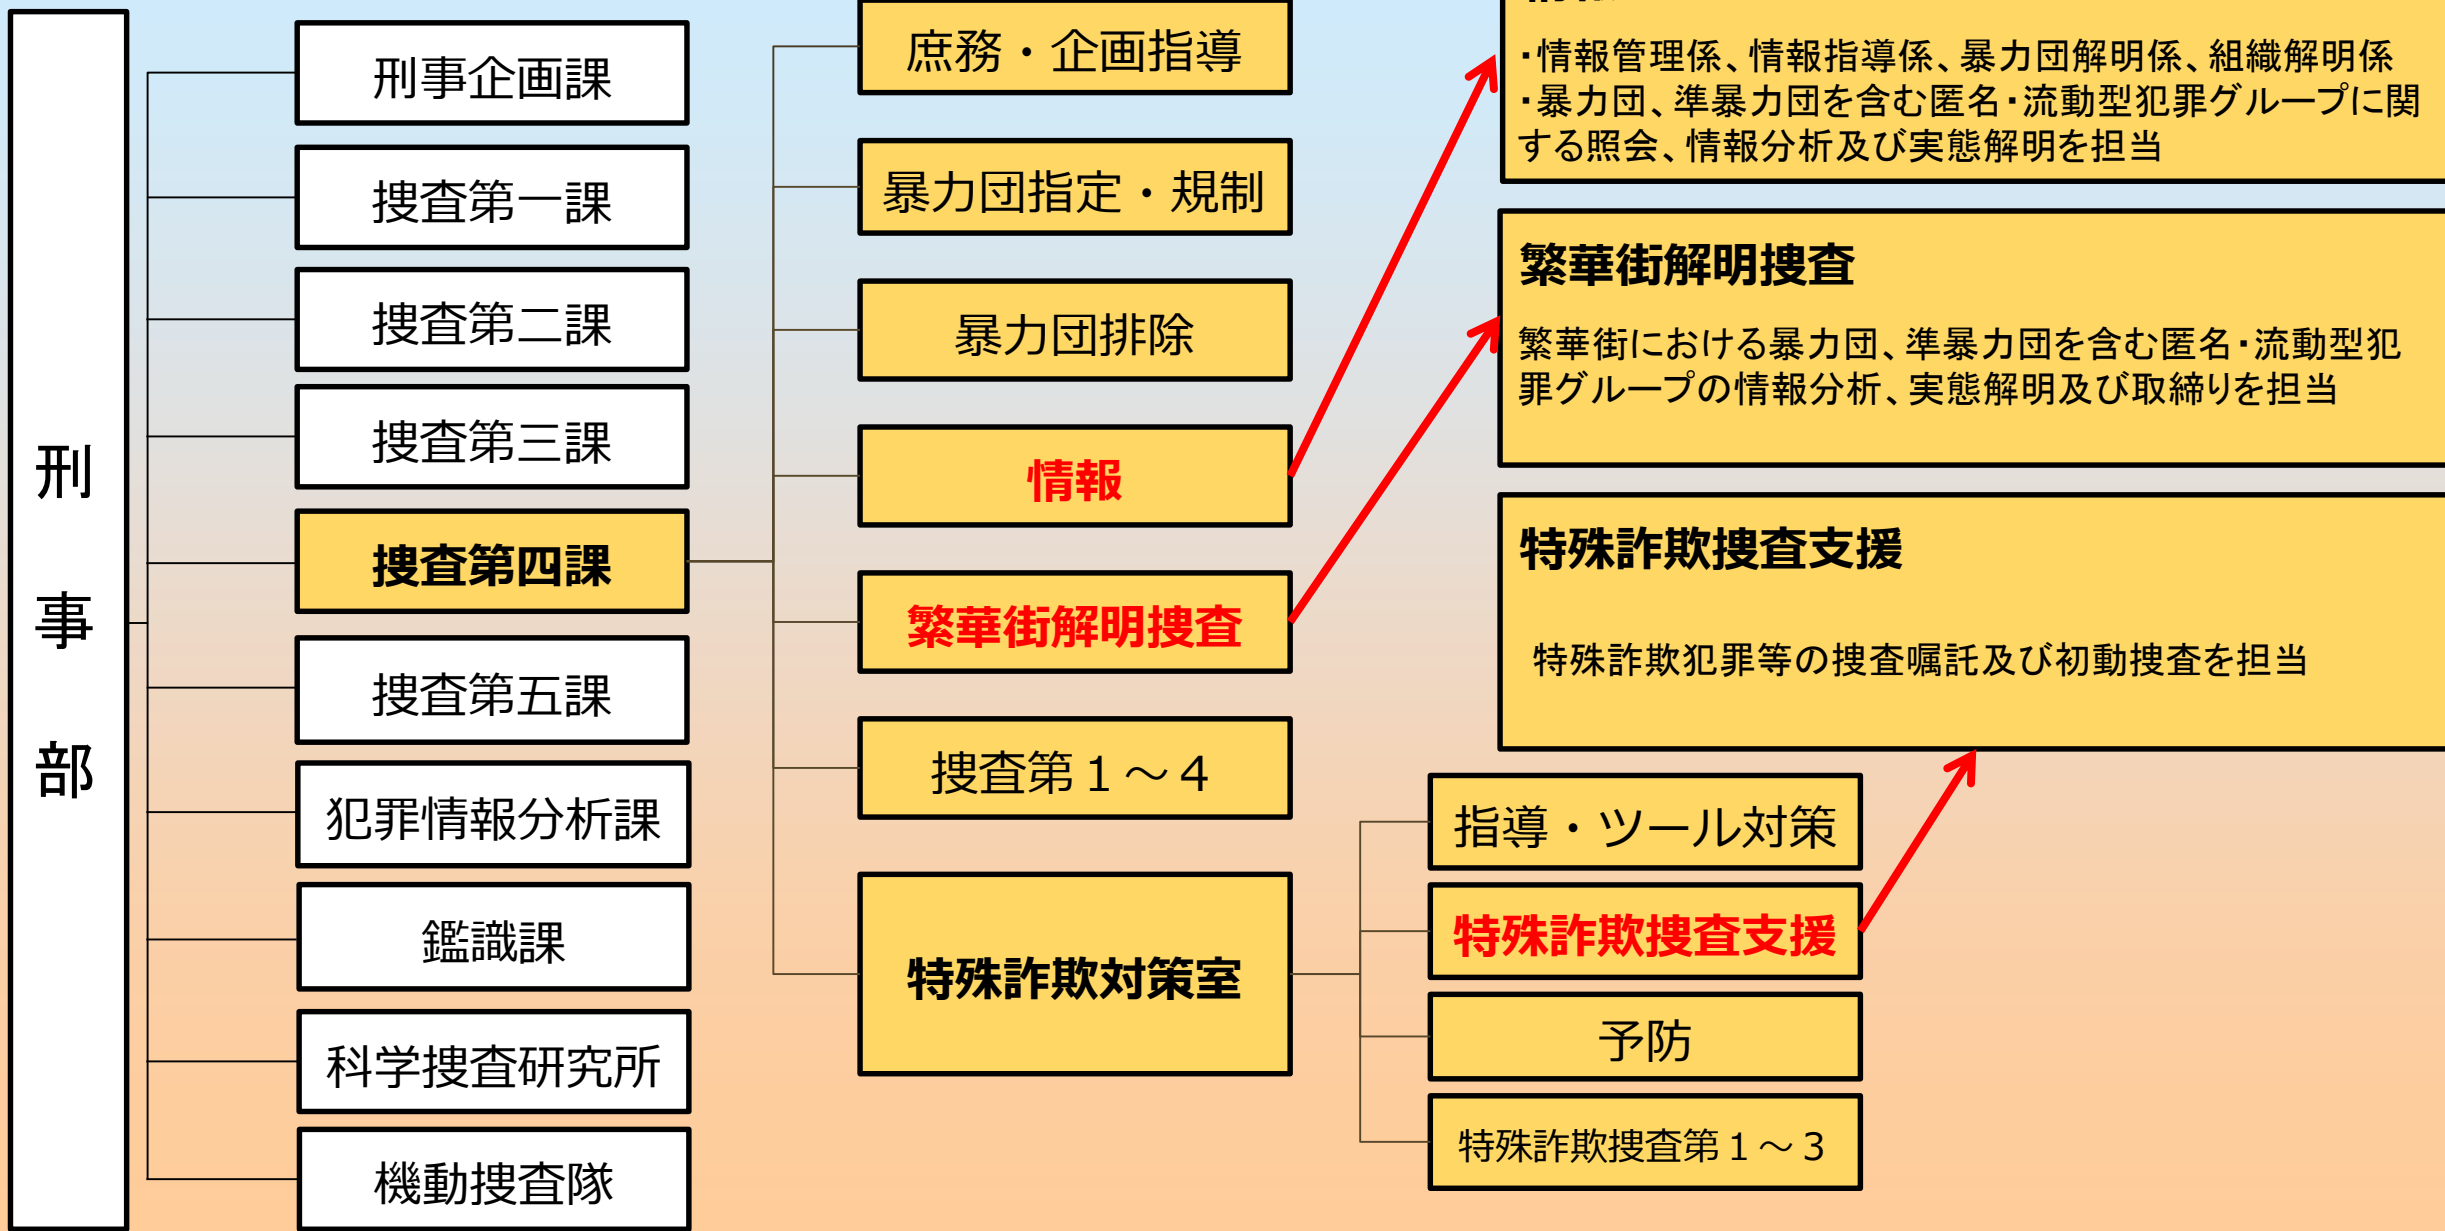 刑事部
刑事企画課
捜査第一課
捜査第二課
捜査第三課
捜査第四課
捜査第五課
犯罪情報分析課
鑑識課
科学捜査研究所
機動捜査隊
庶務・企画指導
暴力団指定・規制
暴力団排除
情報
繁華街解明捜査
捜査第１～４
特殊詐欺対策室
指導・ツール対策
特殊詐欺捜査支援
予防
特殊詐欺捜査第１～３
・情報管理係、情報指導係、暴力団解明係、組織解明係
・暴力団、準暴力団を含む匿名・流動型犯罪グループに関
する照会、情報分析及び実態解明を担当
繁華街解明捜査
繁華街における暴力団、準暴力団を含む匿名・流動型犯
罪グループの情報分析、実態解明及び取締りを担当
特殊詐欺捜査支援
特殊詐欺犯罪等の捜査嘱託及び初動捜査を担当